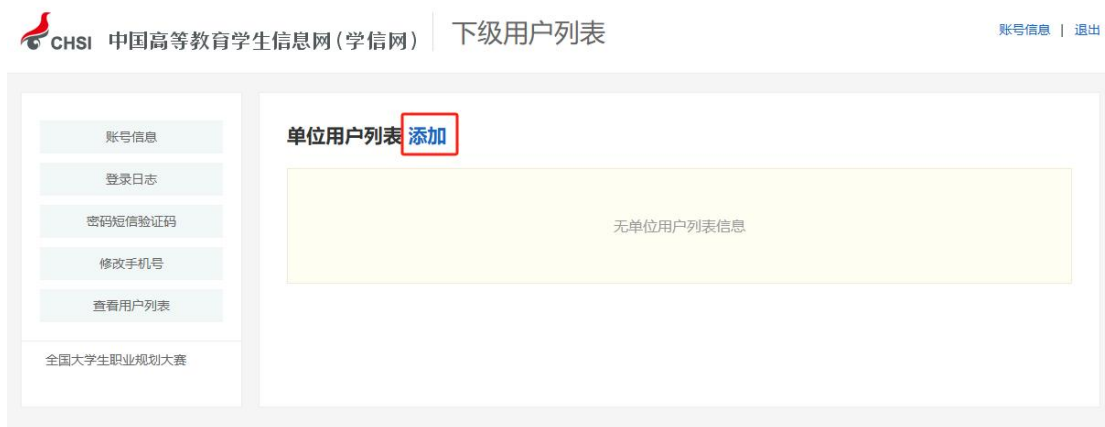 CHSI 中国高等教育学生信息网(学信网) 下级用户列表 账号信息 | 退出
账号信息
登录日志
密码短信验证码
修改手机号
查看用户列表
全国大学生职业规划大赛
单位用户列表 添加
无单位用户列表信息